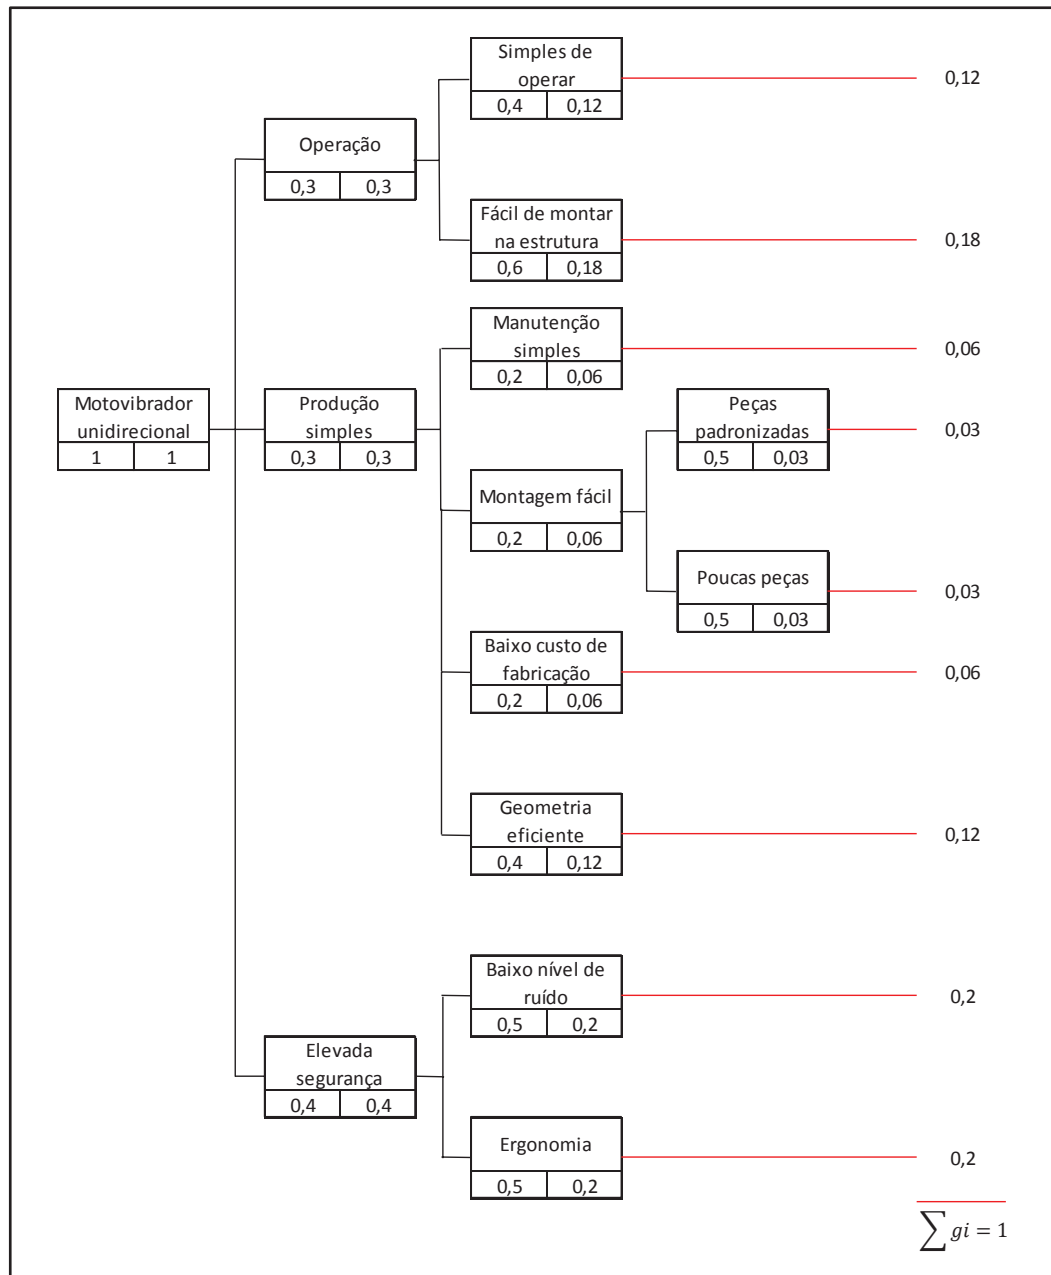 Simples de
operar
0,4 0,12
0,12
Operação
0,3 0,3
Fácil de montar
na estrutura
0,6 0,18
0,18
Manutenção
simples
0,2 0,06
0,06
Motovibrador
unidirecional
1 1
Produção
simples
0,3 0,3
Peças
padronizadas
0,5 0,03
0,03
Montagem fácil
0,2 0,06
Poucas peças
0,5 0,03
0,03
Baixo custo de
fabricação
0,2 0,06
0,06
Geometria
eficiente
0,4 0,12
0,12
Baixo nível de
ruído
0,5 0,2
0,2
Elevada
segurança
0,4 0,4
Ergonomia
0,5 0,2
0,2
∑ gi = 1